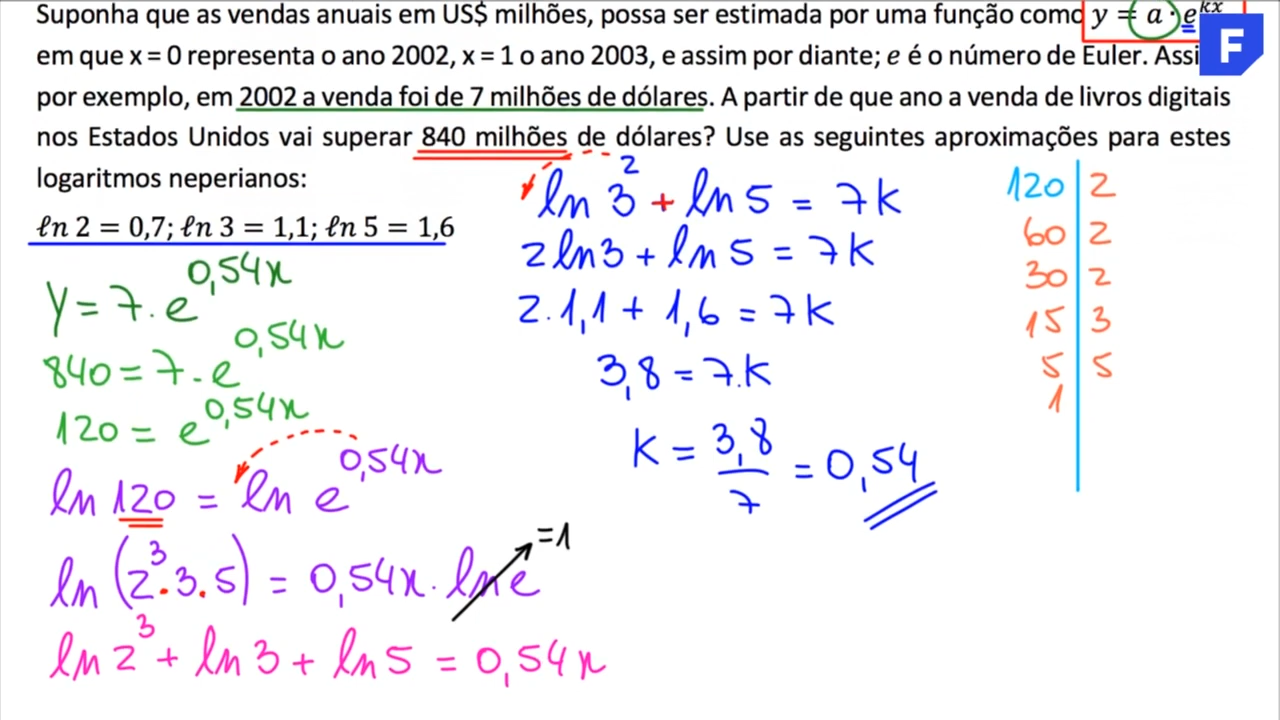 Suponha que as vendas anuais em US$ milhões, possa ser estimada por uma função como y = a · e^{kx}
em que x = 0 representa o ano 2002, x = 1 o ano 2003, e assim por diante; e é o número de Euler. Assi
por exemplo, em 2002 a venda foi de 7 milhões de dólares. A partir de que ano a venda de livros digitais
nos Estados Unidos vai superar 840 milhões de dólares? Use as seguintes aproximações para estes
logaritmos neperianos:
ℓn 2 = 0,7; ℓn 3 = 1,1; ℓn 5 = 1,6
F
y = 7 . e^{0,54x}
840 = 7 . e^{0,54x}
120 = e^{0,54x}
ln 120 = ln e^{0,54x}
ln (2³ . 3 . 5) = 0,54x . ln e = 1
ln 2³ + ln 3 + ln 5 = 0,54x
ln 3² + ln 5 = 7k
2 ln 3 + ln 5 = 7k
2 . 1,1 + 1,6 = 7k
3,8 = 7.k
k = 3,8/7 = 0,54
120 | 2
60 | 2
30 | 2
15 | 3
5 | 5
1